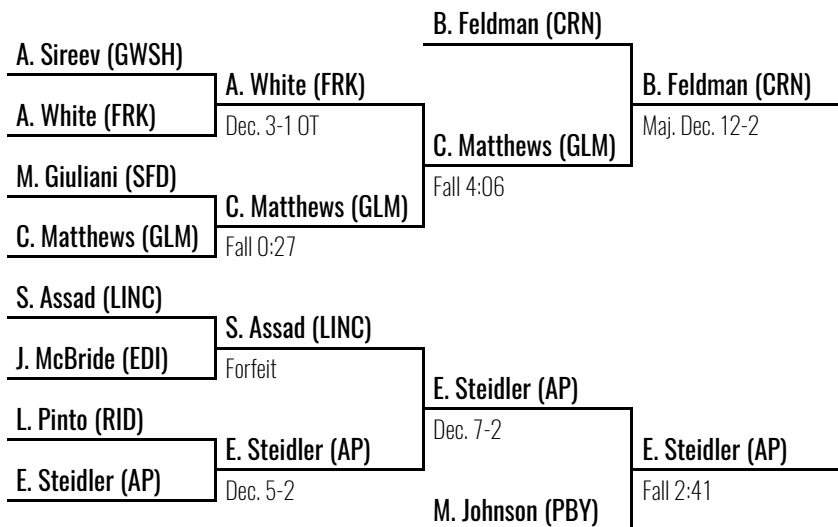 A. Sireev (GWSH)
A. White (FRK)
M. Giuliani (SFD)
C. Matthews (GLM)
S. Assad (LINC)
J. McBride (EDI)
L. Pinto (RID)
E. Steidler (AP)
A. White (FRK)
Dec. 3-1 OT
C. Matthews (GLM)
Fall 0:27
S. Assad (LINC)
Forfeit
E. Steidler (AP)
Dec. 5-2
B. Feldman (CRN)
C. Matthews (GLM)
Fall 4:06
E. Steidler (AP)
Dec. 7-2
M. Johnson (PBY)
B. Feldman (CRN)
Maj. Dec. 12-2
E. Steidler (AP)
Fall 2:41